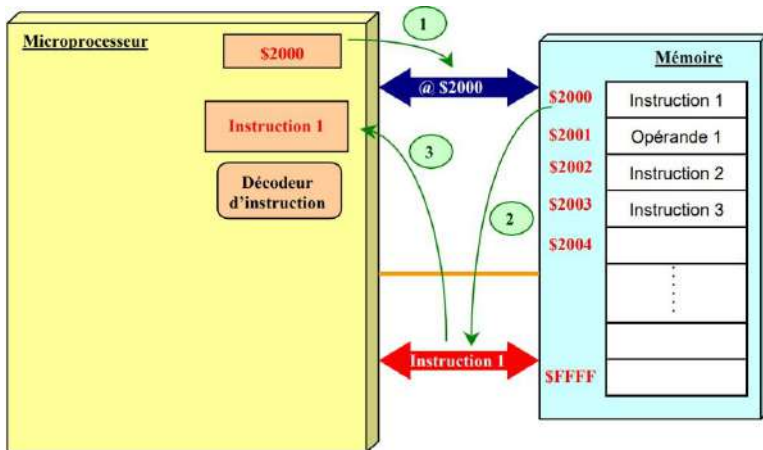 Microprocesseur
$2000
Instruction 1
Décodeur
d'instruction
1
@ $2000
3
2
Instruction 1
Mémoire
$2000 Instruction 1
$2001 Opérande 1
$2002 Instruction 2
$2003 Instruction 3
$2004
$FFFF